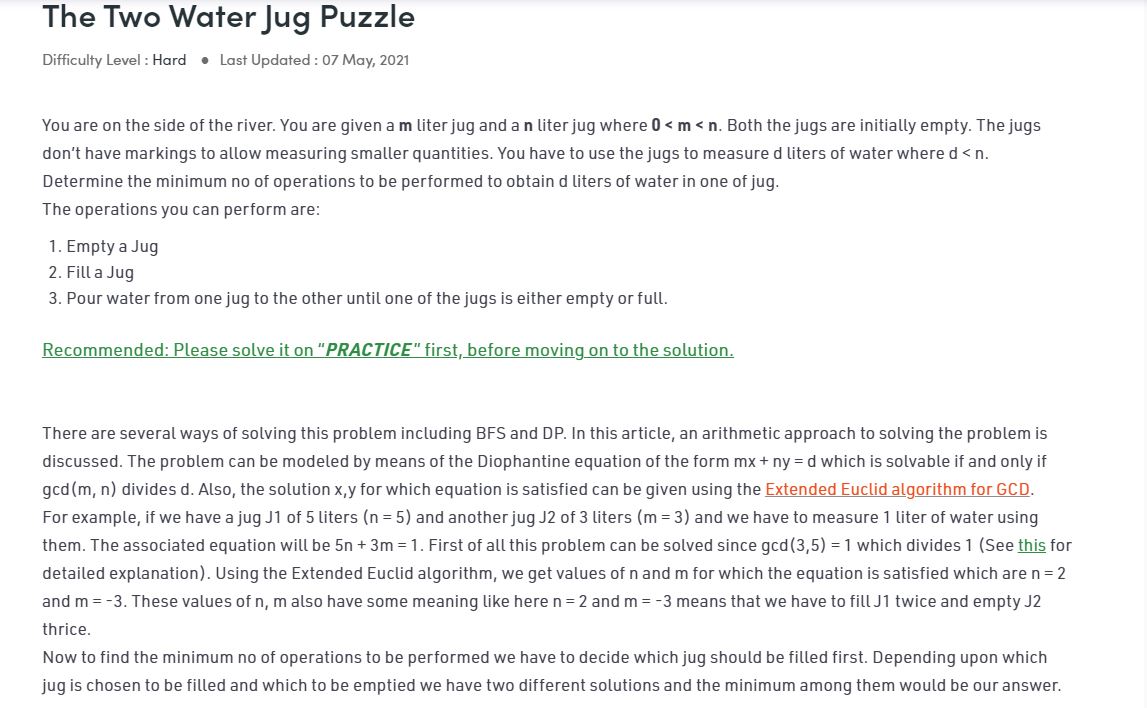 The Two Water Jug Puzzle
Difficulty Level : Hard ● Last Updated : 07 May, 2021
You are on the side of the river. You are given a m liter jug and a n liter jug where 0 < m < n. Both the jugs are initially empty. The jugs
don't have markings to allow measuring smaller quantities. You have to use the jugs to measure d liters of water where d < n.
Determine the minimum no of operations to be performed to obtain d liters of water in one of jug.
The operations you can perform are:
1. Empty a Jug
2. Fill a Jug
3. Pour water from one jug to the other until one of the jugs is either empty or full.
Recommended: Please solve it on "PRACTICE" first, before moving on to the solution.
There are several ways of solving this problem including BFS and DP. In this article, an arithmetic approach to solving the problem is
discussed. The problem can be modeled by means of the Diophantine equation of the form mx + ny = d which is solvable if and only if
gcd(m, n) divides d. Also, the solution x,y for which equation is satisfied can be given using the Extended Euclid algorithm for GCD.
For example, if we have a jug J1 of 5 liters (n = 5) and another jug J2 of 3 liters (m = 3) and we have to measure 1 liter of water using
them. The associated equation will be 5n + 3m = 1. First of all this problem can be solved since gcd(3,5) = 1 which divides 1 (See this for
detailed explanation). Using the Extended Euclid algorithm, we get values of n and m for which the equation is satisfied which are n = 2
and m = -3. These values of n, m also have some meaning like here n = 2 and m = -3 means that we have to fill J1 twice and empty J2
thrice.
Now to find the minimum no of operations to be performed we have to decide which jug should be filled first. Depending upon which
jug is chosen to be filled and which to be emptied we have two different solutions and the minimum among them would be our answer.